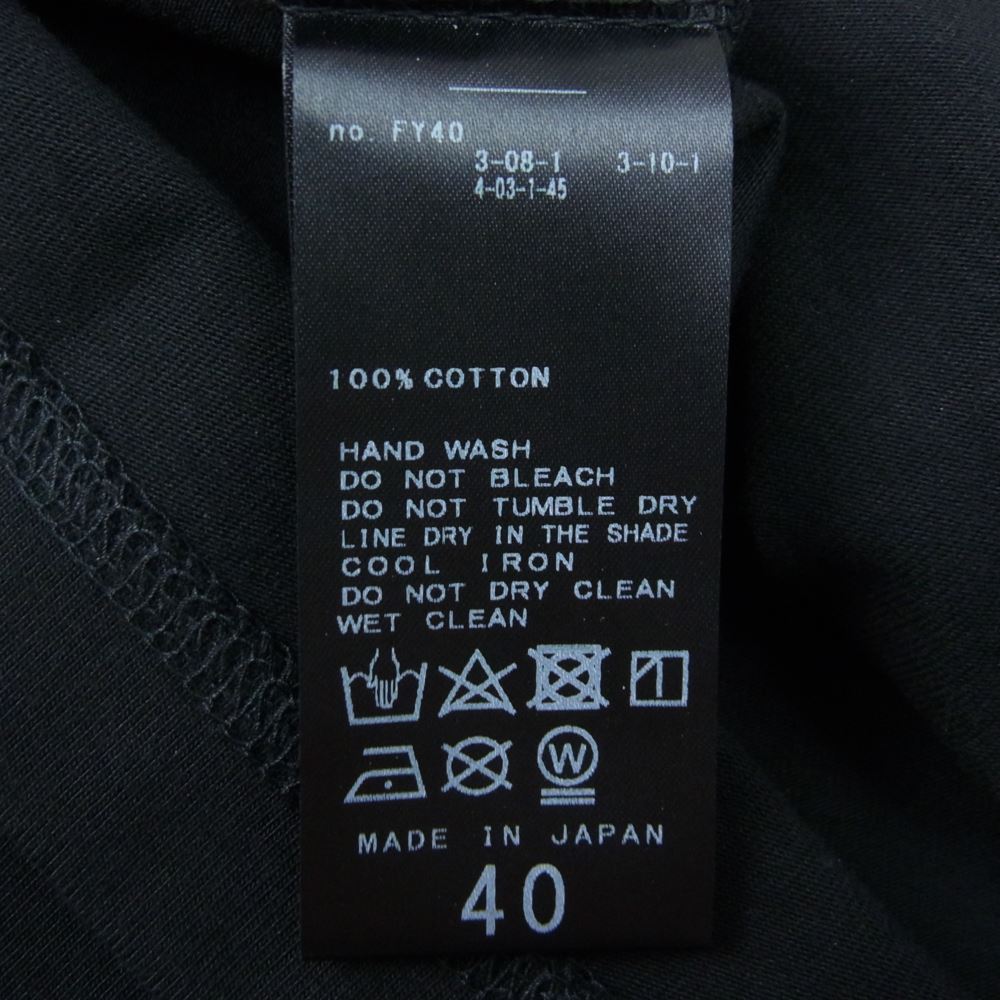 no. FY40
3-08-1 3-10-1
4-03-1-45
100% COTTON
HAND WASH
DO NOT BLEACH
DO NOT TUMBLE DRY
LINE DRY IN THE SHADE
COOL IRON
DO NOT DRY CLEAN
WET CLEAN
W
MADE IN JAPAN
40